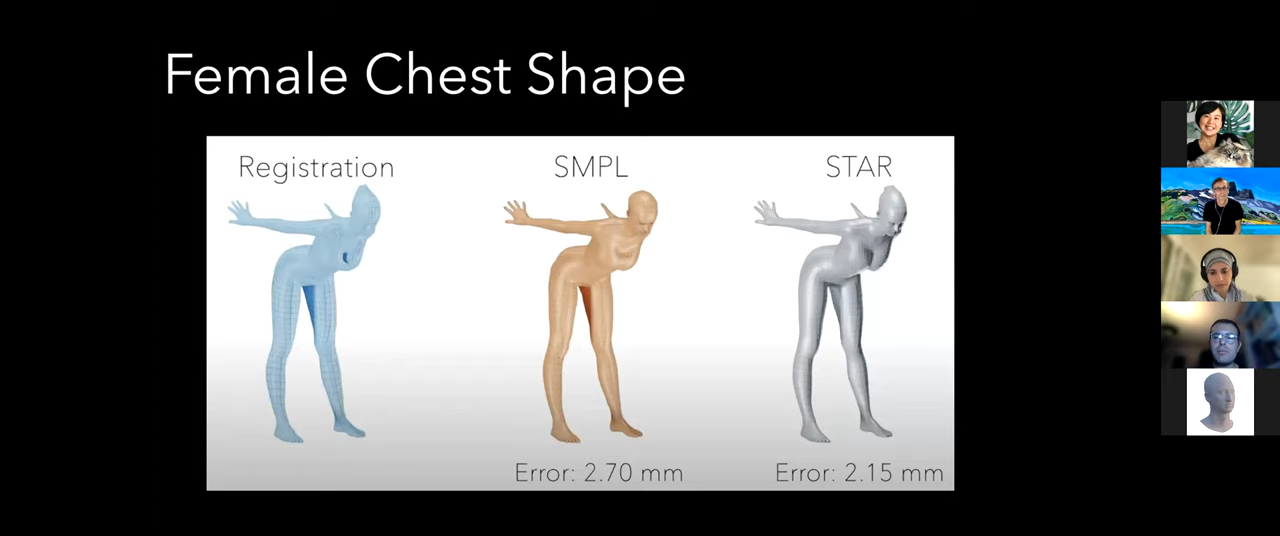 Female Chest Shape
Registration
SMPL
STAR
Error: 2.70 mm
Error: 2.15 mm